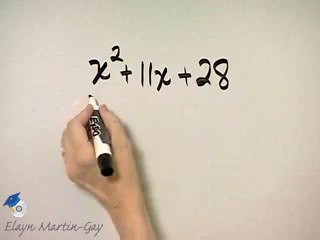 x² + 11x + 28
Elayn Martin-Gay